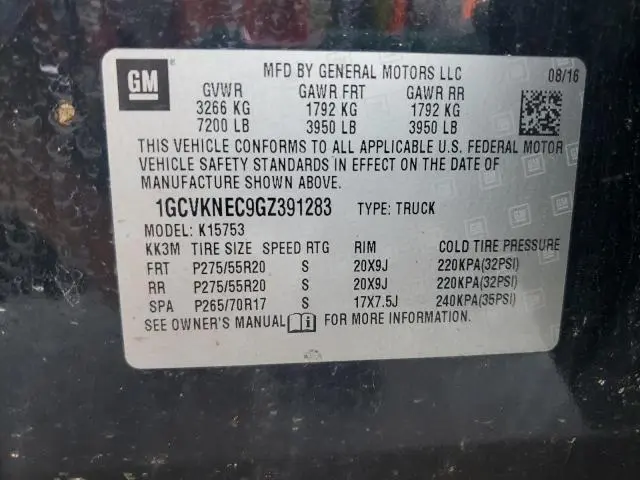 GM
MFD BY GENERAL MOTORS LLC 08/16
GVWR GAWR FRT GAWR RR
3266 KG 1792 KG 1792 KG
7200 LB 3950 LB 3950 LB
THIS VEHICLE CONFORMS TO ALL APPLICABLE U.S. FEDERAL MOTOR
VEHICLE SAFETY STANDARDS IN EFFECT ON THE DATE OF
MANUFACTURE SHOWN ABOVE.
1GCVKNEC9GZ391283 TYPE: TRUCK
MODEL: K15753
KK3M TIRE SIZE SPEED RTG RIM COLD TIRE PRESSURE
FRT P275/55R20 S 20X9J 220KPA(32PSI)
RR P275/55R20 S 20X9J 220KPA(32PSI)
SPA P265/70R17 S 17X7.5J 240KPA(35PSI)
SEE OWNER'S MANUAL i FOR MORE INFORMATION.